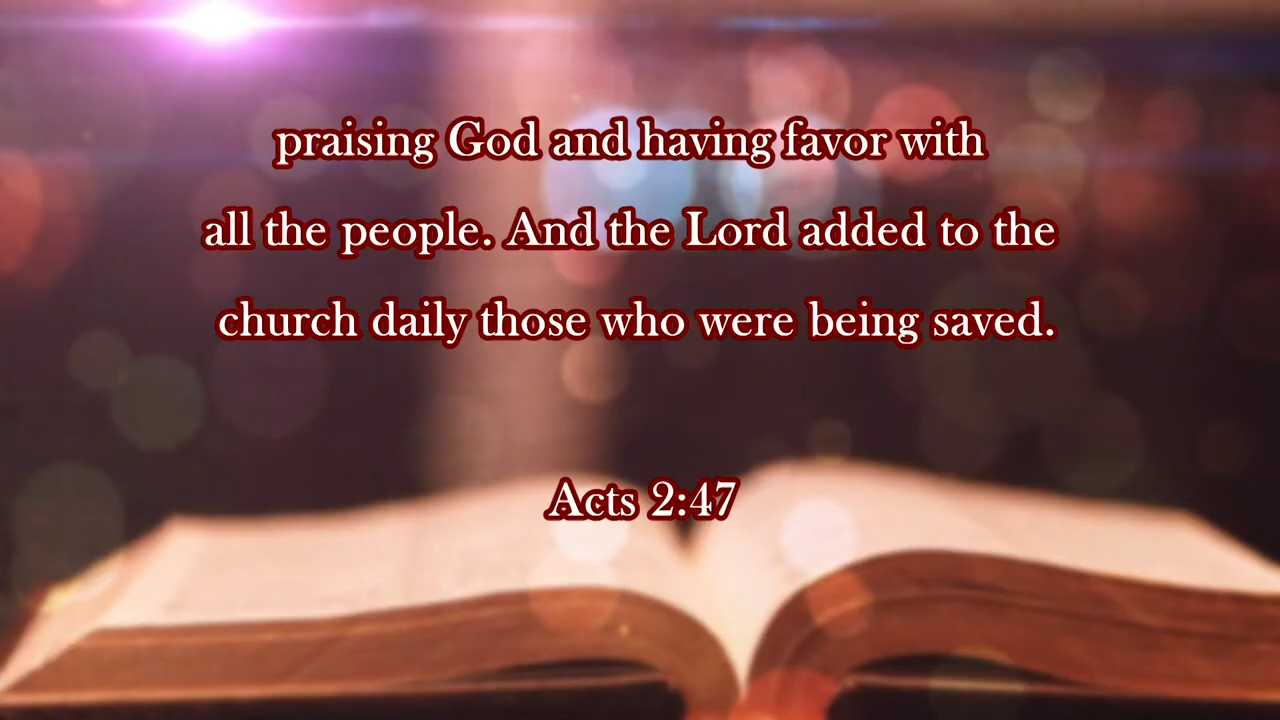 praising God and having favor with
all the people. And the Lord added to the
church daily those who were being saved.
Acts 2:47